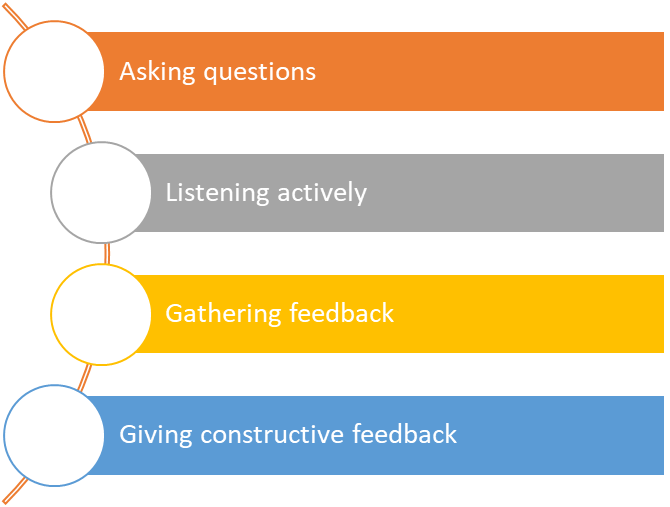 Asking questions
Listening actively
Gathering feedback
Giving constructive feedback